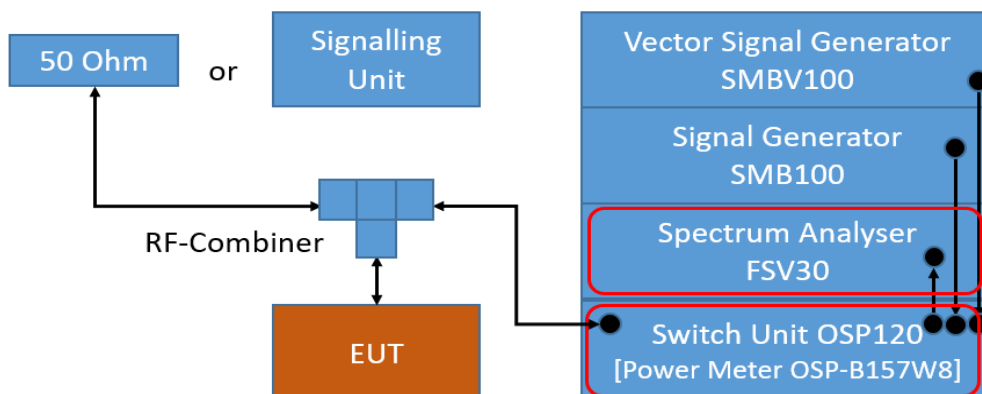 50 Ohm
or
Signalling
Unit
RF-Combiner
EUT
Vector Signal Generator
SMBV100
Signal Generator
SMB100
Spectrum Analyser
FSV30
Switch Unit OSP120
[Power Meter OSP-B157W8]